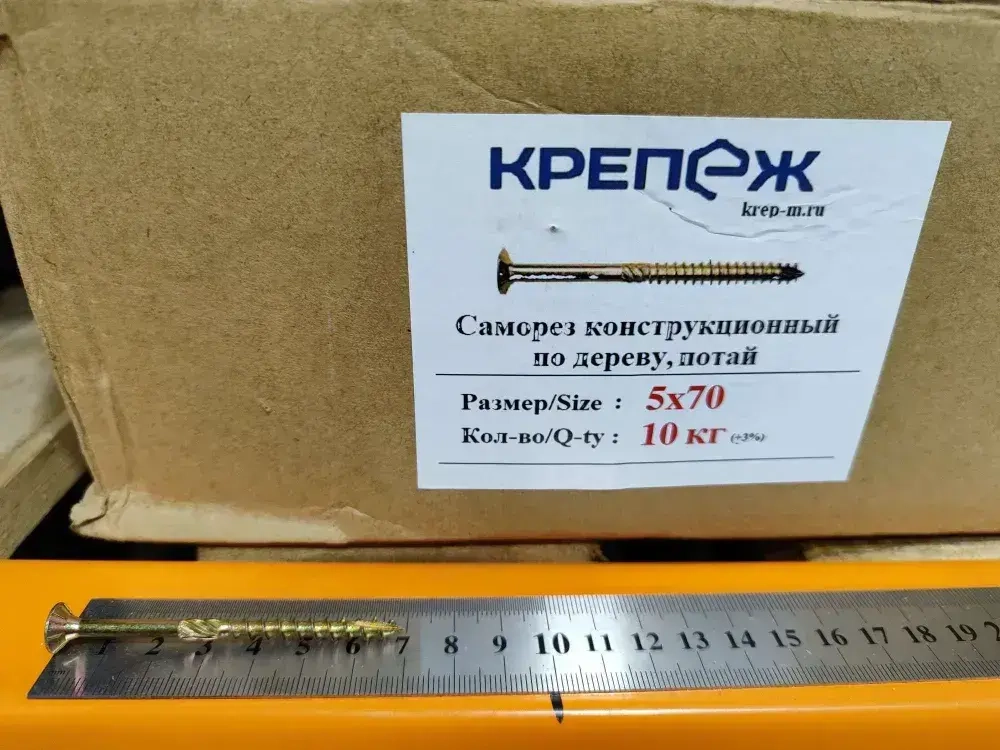 КРЕПЕЖ
krep-m.ru
Саморез конструкционный
по дереву, потай
Размер/Size : 5х70
Кол-во/Q-ty : 10 кг (±3%)
1 2 3 4 5 6 7 8 9 10 11 12 13 14 15 16 17 18 19